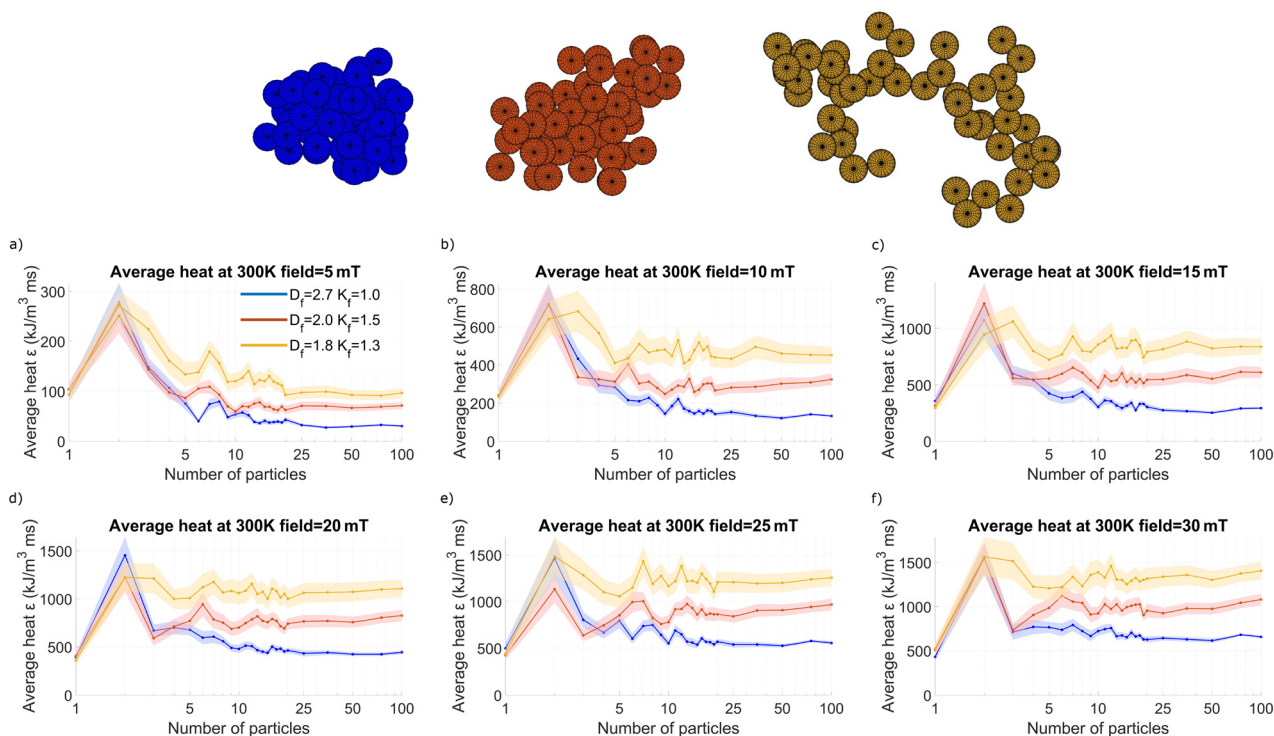 a)
Average heat at 300K field=5 mT
Average heat ε (kJ/m³ ms)
300
200
100
0
D_f=2.7 K_f=1.0
D_f=2.0 K_f=1.5
D_f=1.8 K_f=1.3
1
5
10
25
50
100
Number of particles
b)
Average heat at 300K field=10 mT
Average heat ε (kJ/m³ ms)
800
600
400
200
0
1
5
10
25
50
100
Number of particles
c)
Average heat at 300K field=15 mT
Average heat ε (kJ/m³ ms)
1000
500
0
1
5
10
25
50
100
Number of particles
d)
Average heat at 300K field=20 mT
Average heat ε (kJ/m³ ms)
1500
1000
500
0
1
5
10
25
50
100
Number of particles
e)
Average heat at 300K field=25 mT
Average heat ε (kJ/m³ ms)
1500
1000
500
0
1
5
10
25
50
100
Number of particles
f)
Average heat at 300K field=30 mT
Average heat ε (kJ/m³ ms)
1500
1000
500
0
1
5
10
25
50
100
Number of particles